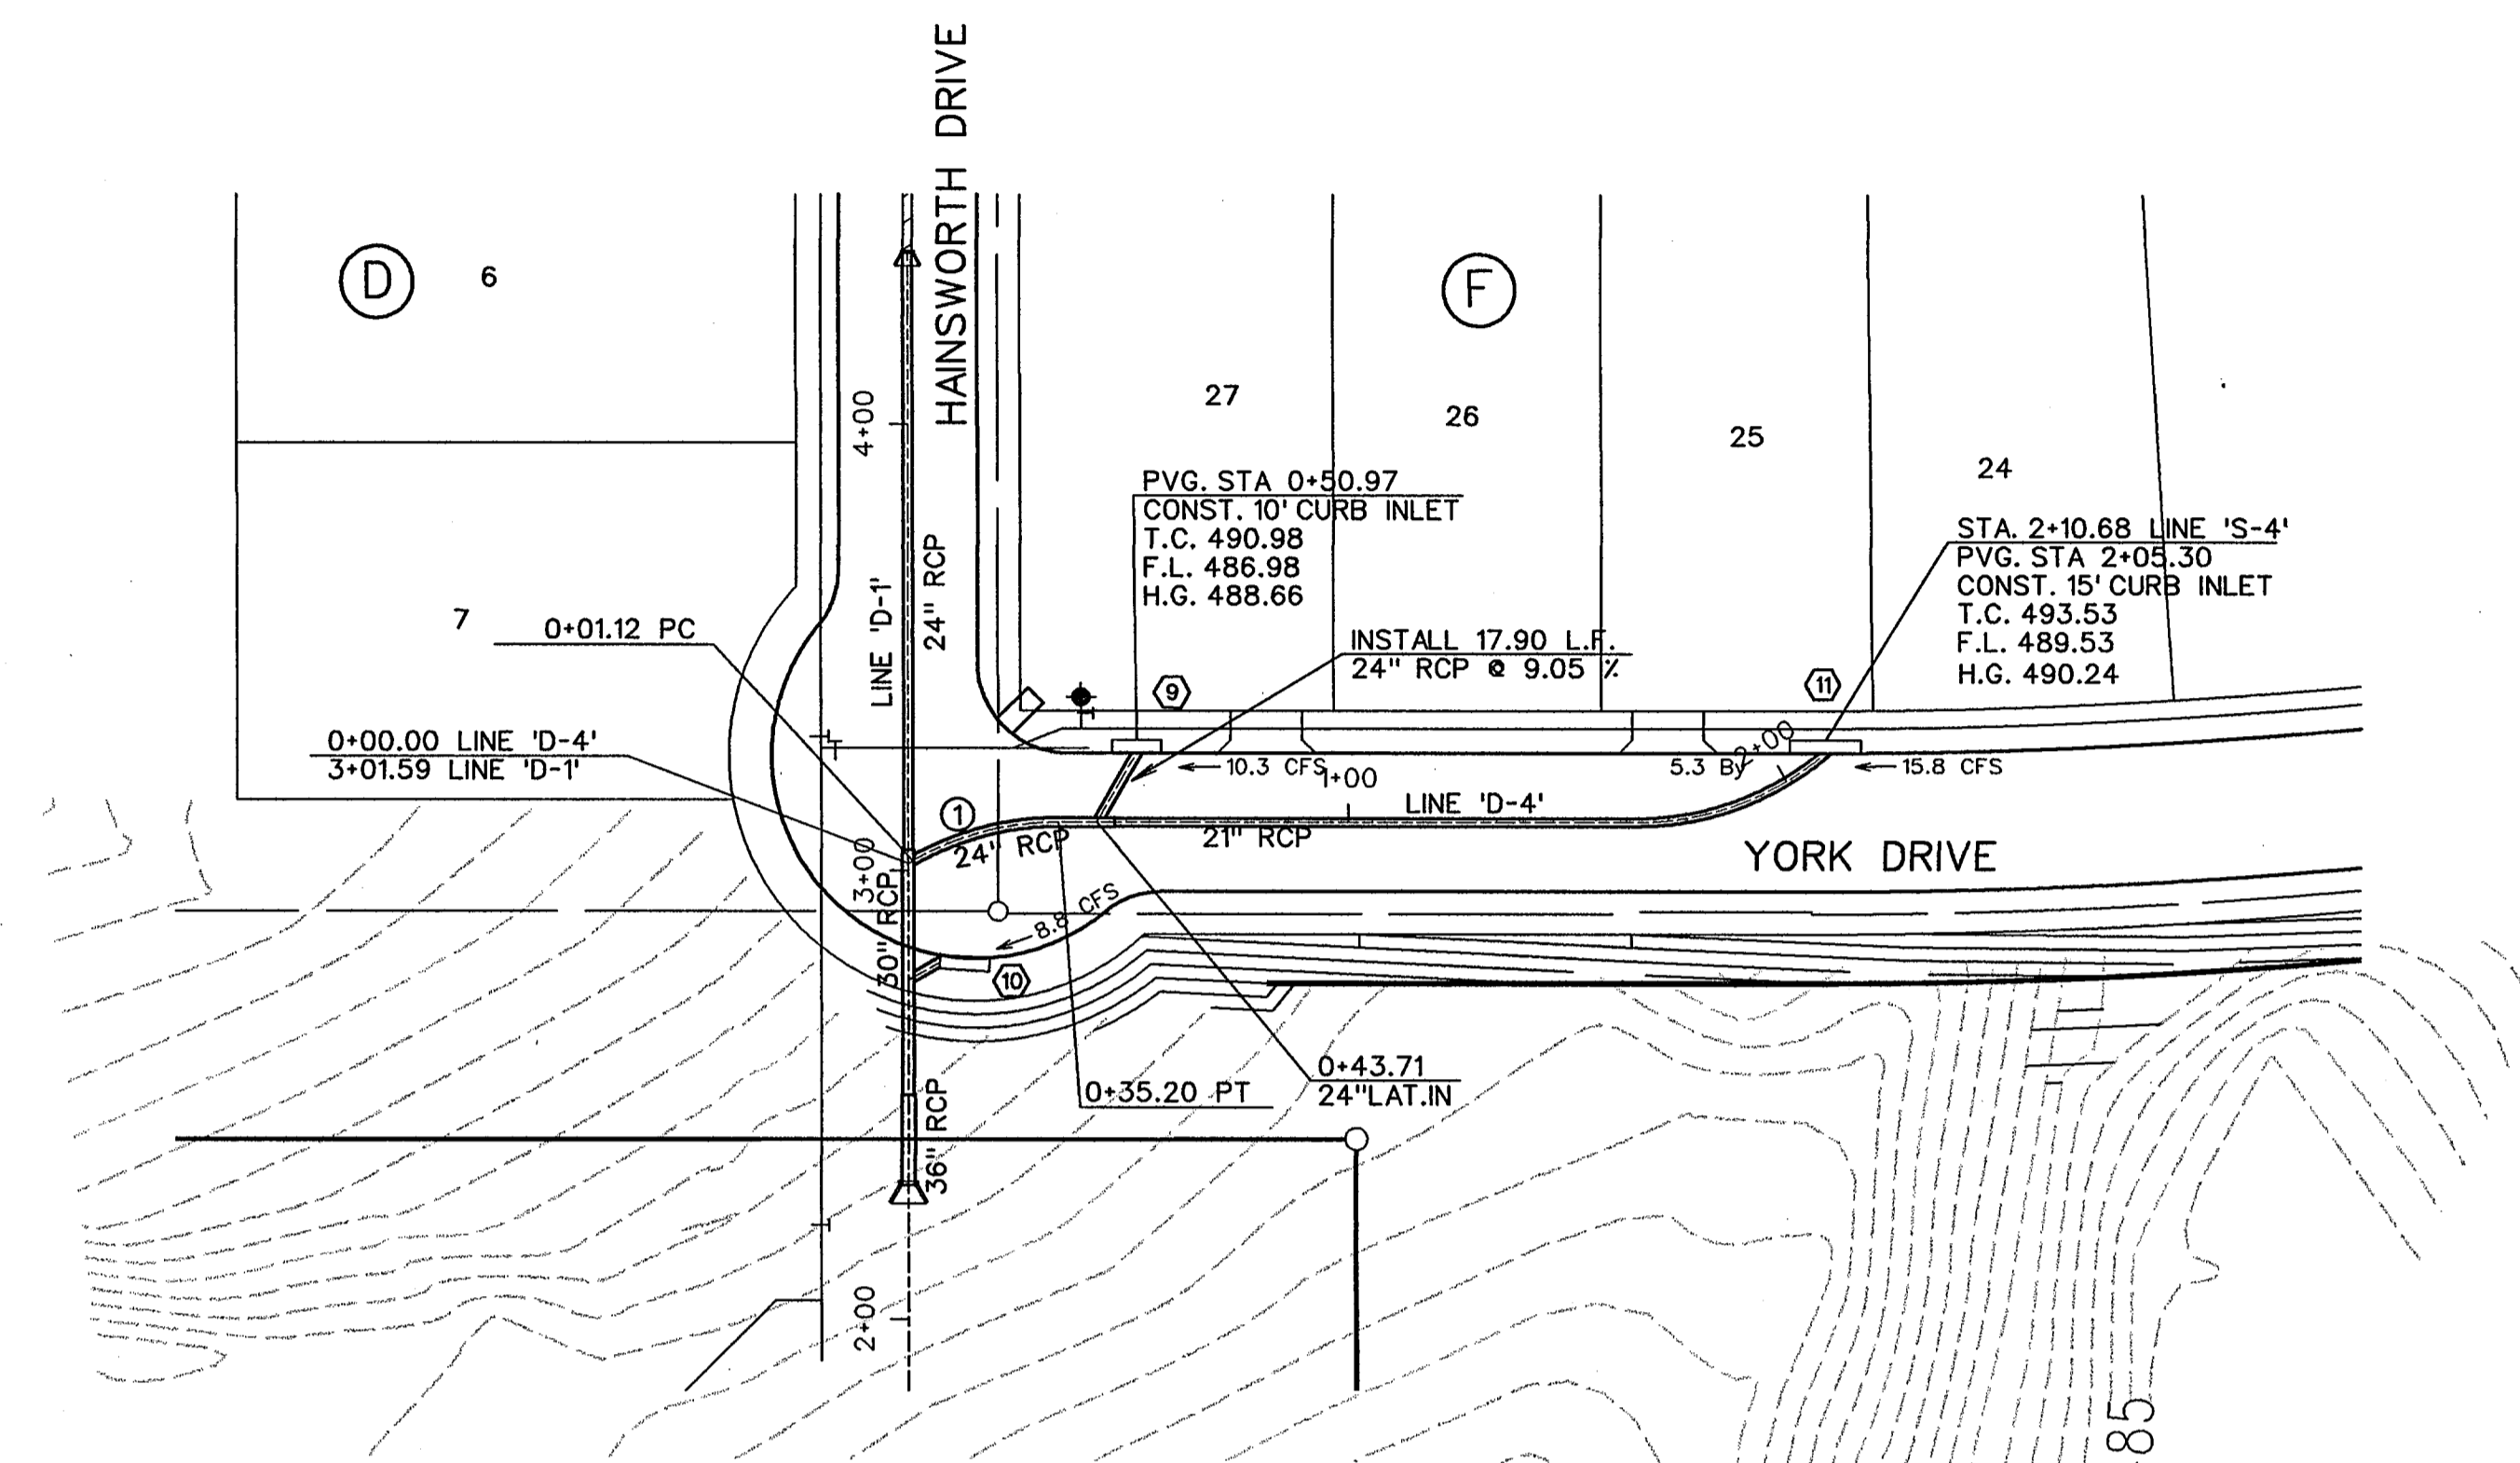 HAINSWORTH DRIVE
D
6
F
27
26
25
24
4+00
PVG. STA 0+50.97
CONST. 10' CURB INLET
T.C. 490.98
F.L. 486.98
H.G. 488.66
STA. 2+10.68 LINE 'S-4'
PVG. STA 2+05.30
CONST. 15' CURB INLET
T.C. 493.53
F.L. 489.53
H.G. 490.24
7
0+01.12 PC
LINE 'D-1'
24" RCP
INSTALL 17.90 L.F.
24" RCP @ 9.05 %
9
11
0+00.00 LINE 'D-4'
3+01.59 LINE 'D-1'
10.3 CFS
1+00
5.3 By
2+00
15.8 CFS
1
LINE 'D-4'
24" RCP
21" RCP
YORK DRIVE
3+00
30" RCP
8.8 CFS
10
0+35.20 PT
0+43.71
24"LAT.IN
36" RCP
2+00
85